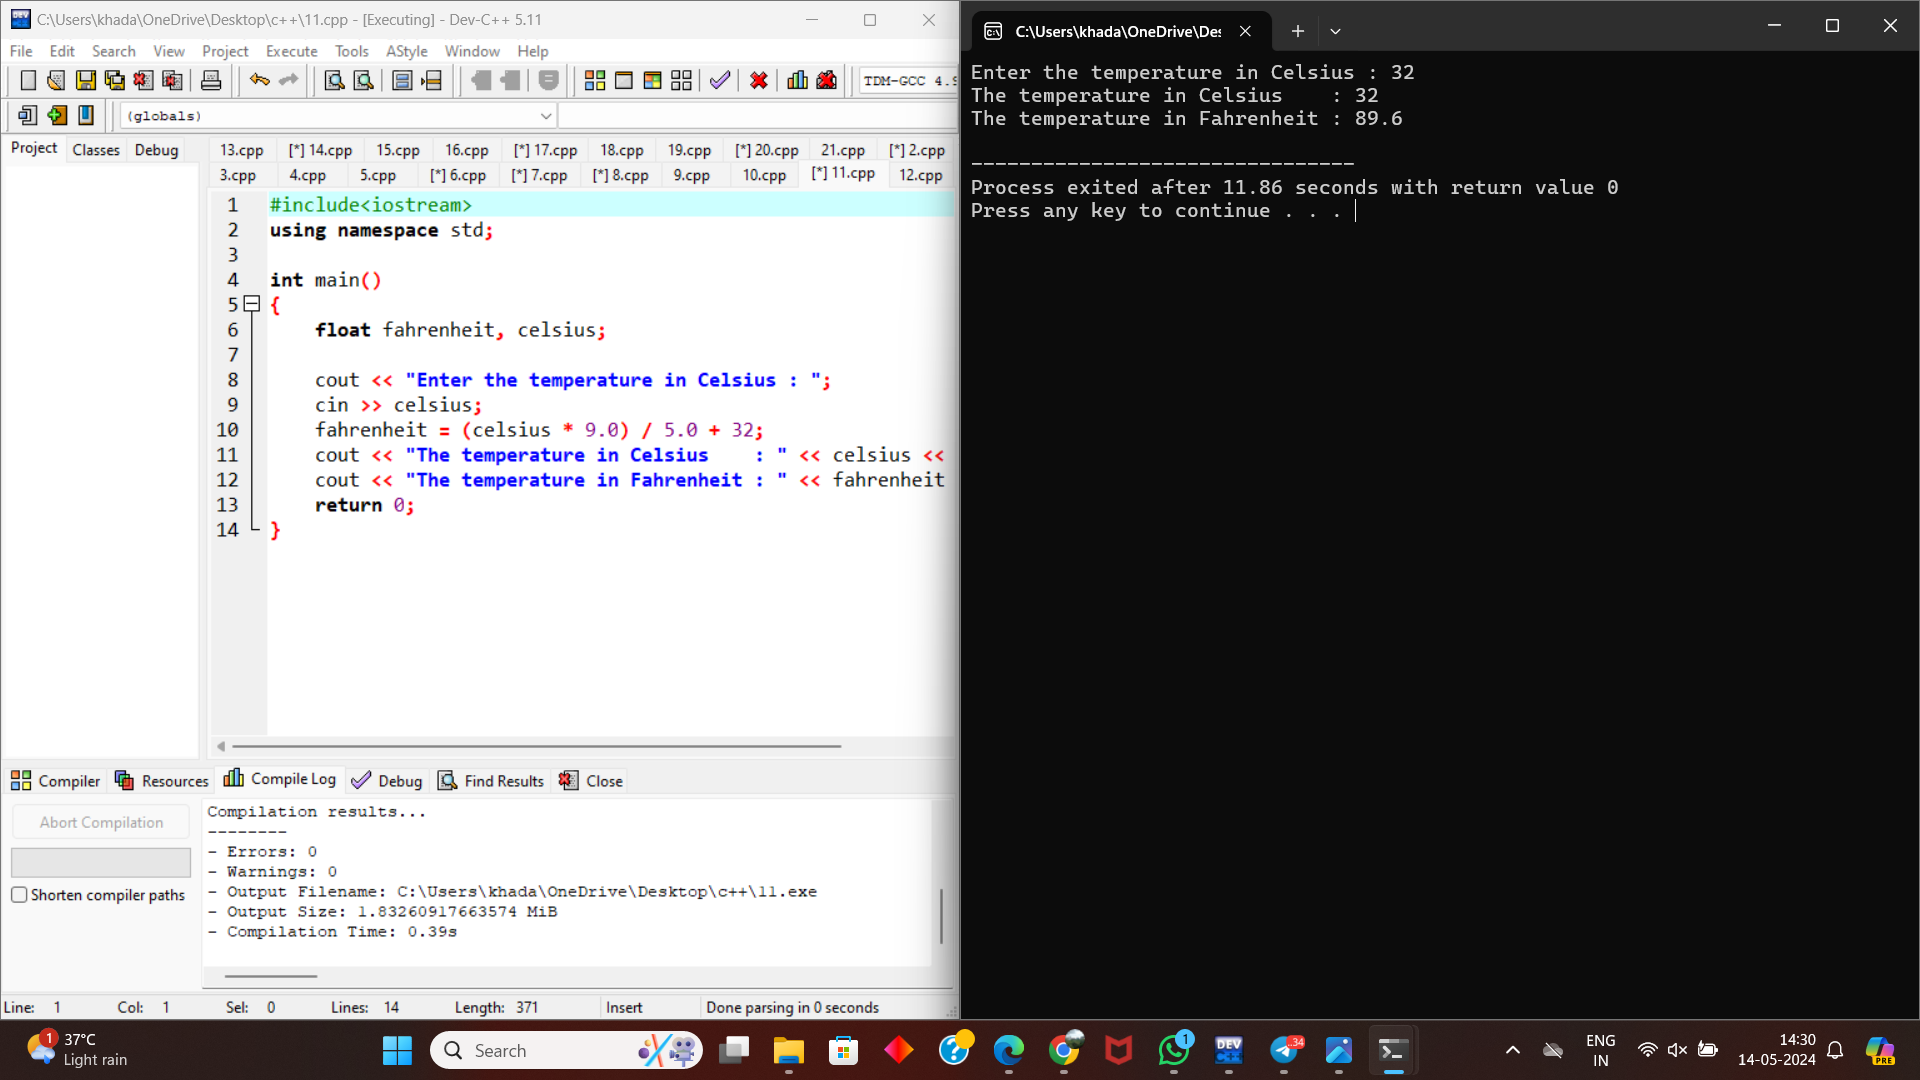 C:\Users\khada\OneDrive\Desktop\c++\11.cpp - [Executing] - Dev-C++ 5.11
File Edit Search View Project Execute Tools AStyle Window Help
TDM-GCC 4.9
(globals)
Project Classes Debug
13.cpp [*] 14.cpp 15.cpp 16.cpp [*] 17.cpp 18.cpp 19.cpp [*] 20.cpp 21.cpp [*] 2.cpp
3.cpp 4.cpp 5.cpp [*] 6.cpp [*] 7.cpp [*] 8.cpp 9.cpp 10.cpp [*] 11.cpp 12.cpp
1 #include<iostream>
2 using namespace std;
3
4 int main()
5 {
6 float fahrenheit, celsius;
7
8 cout << "Enter the temperature in Celsius : ";
9 cin >> celsius;
10 fahrenheit = (celsius * 9.0) / 5.0 + 32;
11 cout << "The temperature in Celsius    : " << celsius <<
12 cout << "The temperature in Fahrenheit : " << fahrenheit
13 return 0;
14 }
Compiler Resources Compile Log Debug Find Results Close
Abort Compilation
Shorten compiler paths
Compilation results...
--------
- Errors: 0
- Warnings: 0
- Output Filename: C:\Users\khada\OneDrive\Desktop\c++\11.exe
- Output Size: 1.83260917663574 MiB
- Compilation Time: 0.39s
Line: 1 Col: 1 Sel: 0 Lines: 14 Length: 371 Insert Done parsing in 0 seconds
C:\Users\khada\OneDrive\Des
Enter the temperature in Celsius : 32
The temperature in Celsius    : 32
The temperature in Fahrenheit : 89.6
--------------------------------
Process exited after 11.86 seconds with return value 0
Press any key to continue . . .
1
37°C
Light rain
Search
DEV
C++
1
.34
ENG
IN
14:30
14-05-2024
PRE